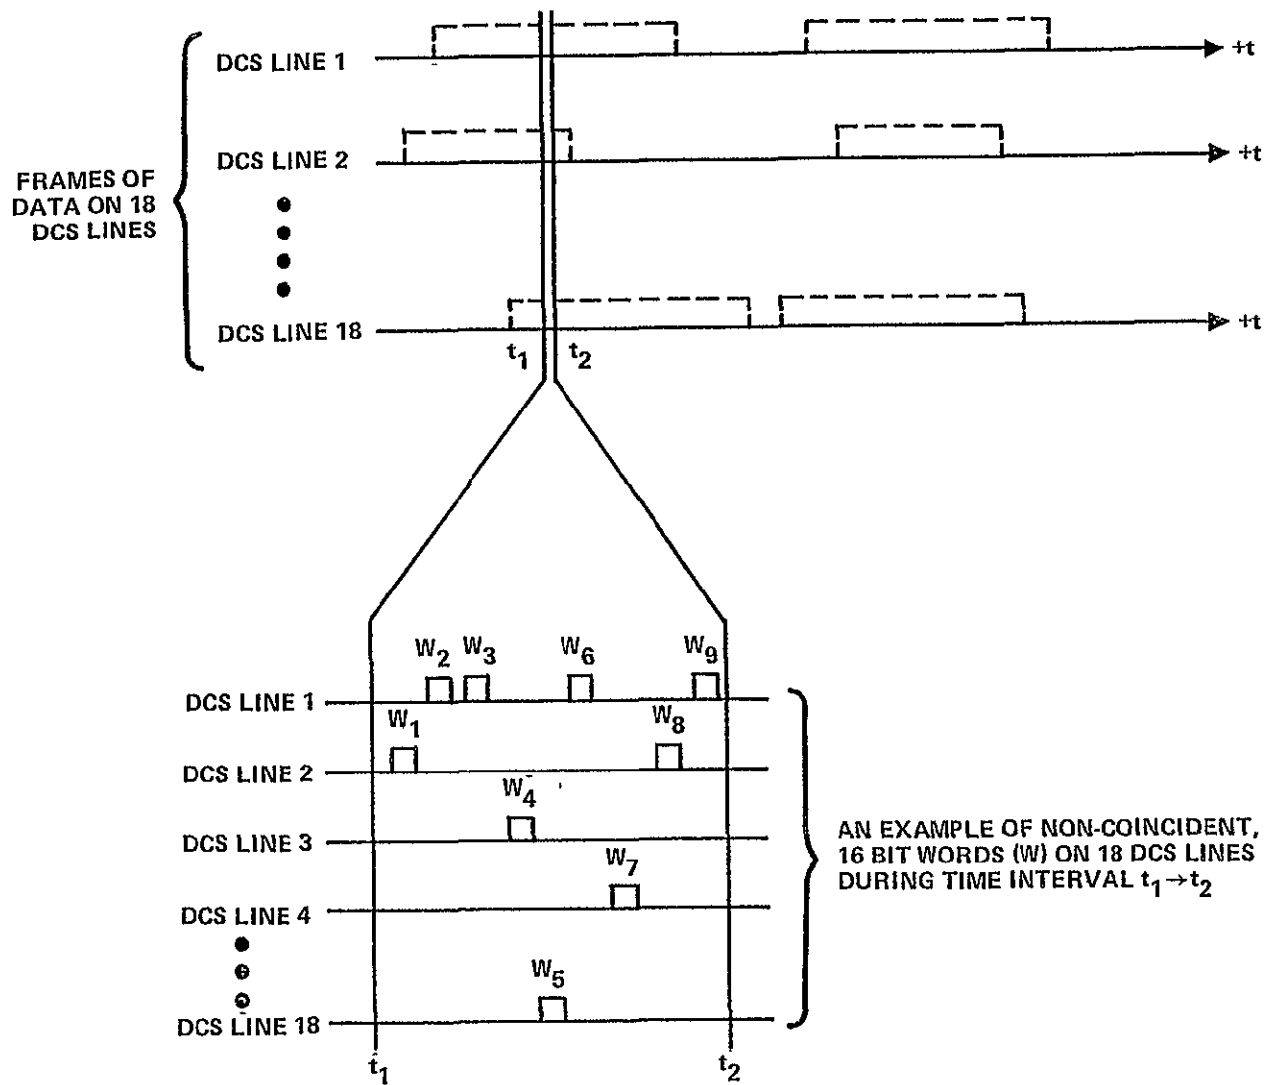 DCS LINE 1
+t
DCS LINE 2
+t
FRAMES OF
DATA ON 18
DCS LINES
DCS LINE 18
+t
t1
t2
W2
W3
W6
W9
DCS LINE 1
W1
W8
DCS LINE 2
W4
DCS LINE 3
W7
DCS LINE 4
W5
DCS LINE 18
AN EXAMPLE OF NON-COINCIDENT,
16 BIT WORDS (W) ON 18 DCS LINES
DURING TIME INTERVAL t1→t2
t1
t2